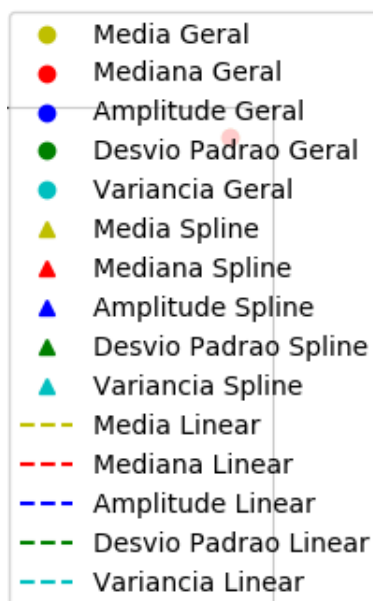 Media Geral
Mediana Geral
Amplitude Geral
Desvio Padrao Geral
Variancia Geral
Media Spline
Mediana Spline
Amplitude Spline
Desvio Padrao Spline
Variancia Spline
Media Linear
Mediana Linear
Amplitude Linear
Desvio Padrao Linear
Variancia Linear